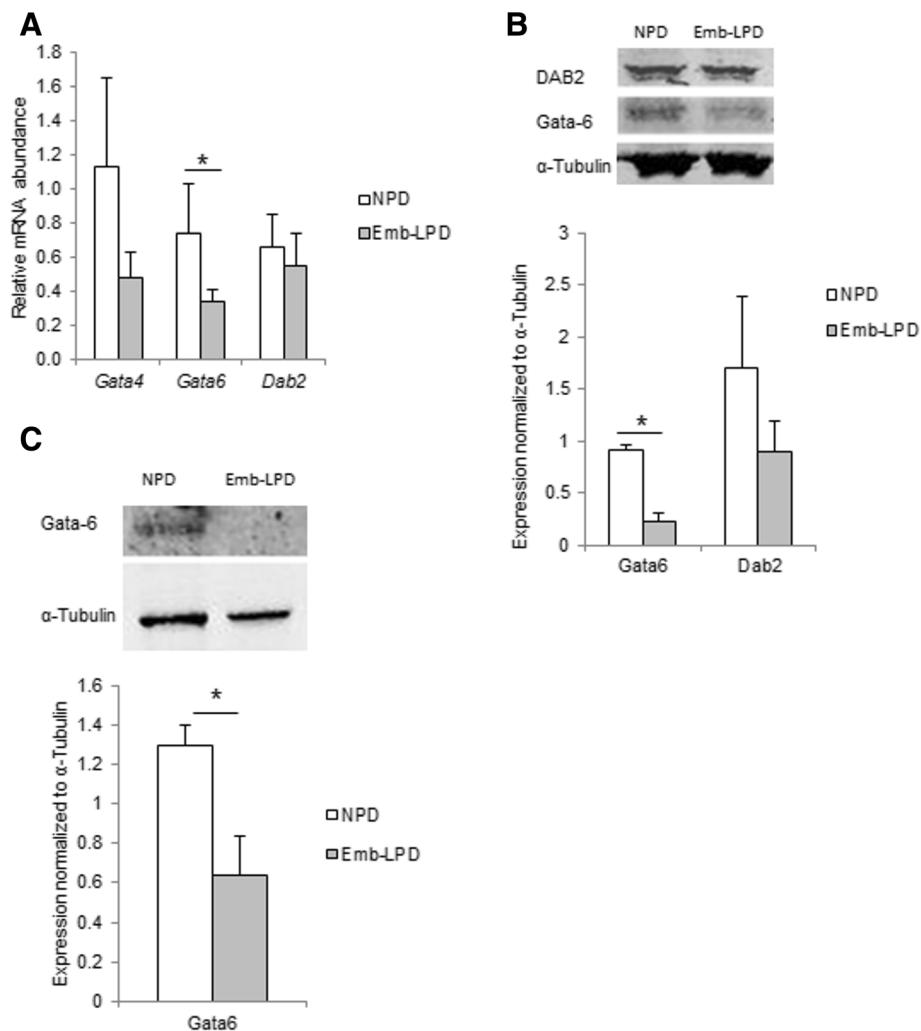 A
Relative mRNA abundance
1.8
1.6
1.4
1.2
1.0
0.8
0.6
0.4
0.2
0.0
*
Gata4 Gata6 Dab2
NPD
Emb-LPD
B
NPD Emb-LPD
DAB2
Gata-6
α-Tubulin
Expression normalized to α-Tubulin
3
2.5
2
1.5
1
0.5
0
*
Gata6 Dab2
NPD
Emb-LPD
C
NPD Emb-LPD
Gata-6
α-Tubulin
Expression normalized to α-Tubulin
1.6
1.4
1.2
1
0.8
0.6
0.4
0.2
0
*
Gata6
NPD
Emb-LPD